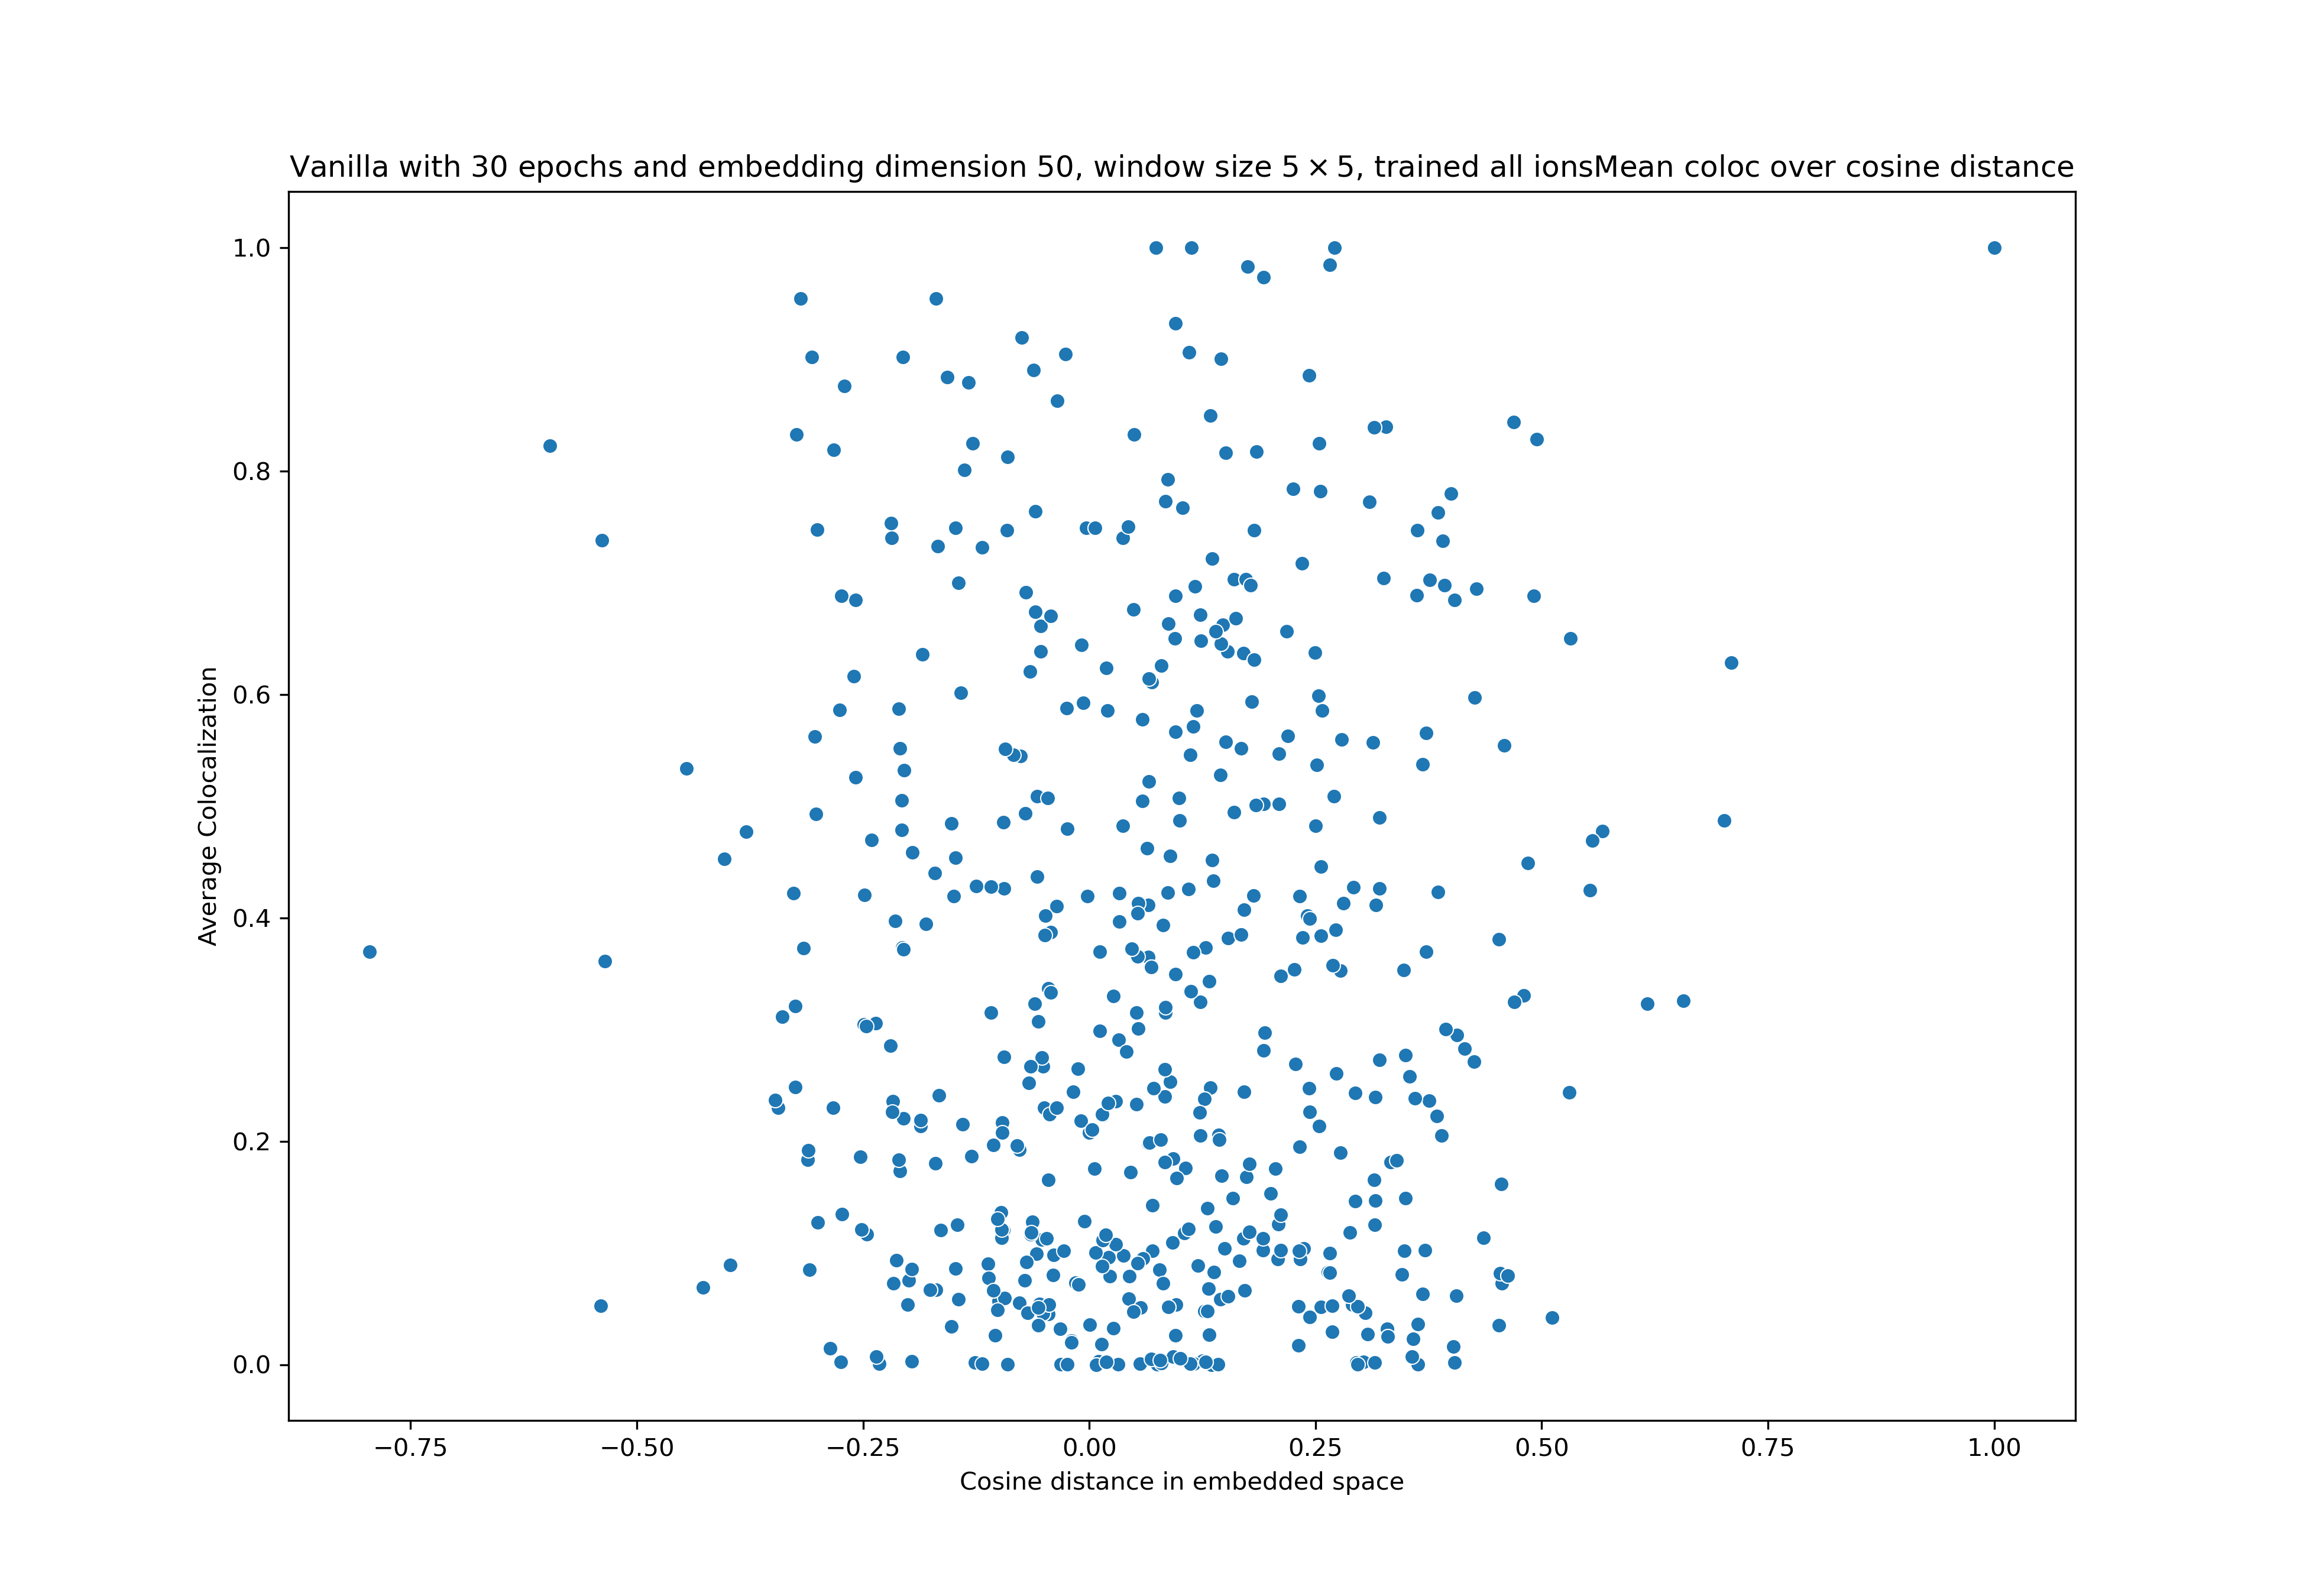 Vanilla with 30 epochs and embedding dimension 50, window size 5 × 5, trained all ionsMean coloc over cosine distance
1.0
0.8
0.6
0.4
0.2
0.0
Average Colocalization
−0.75 −0.50 −0.25 0.00 0.25 0.50 0.75 1.00
Cosine distance in embedded space